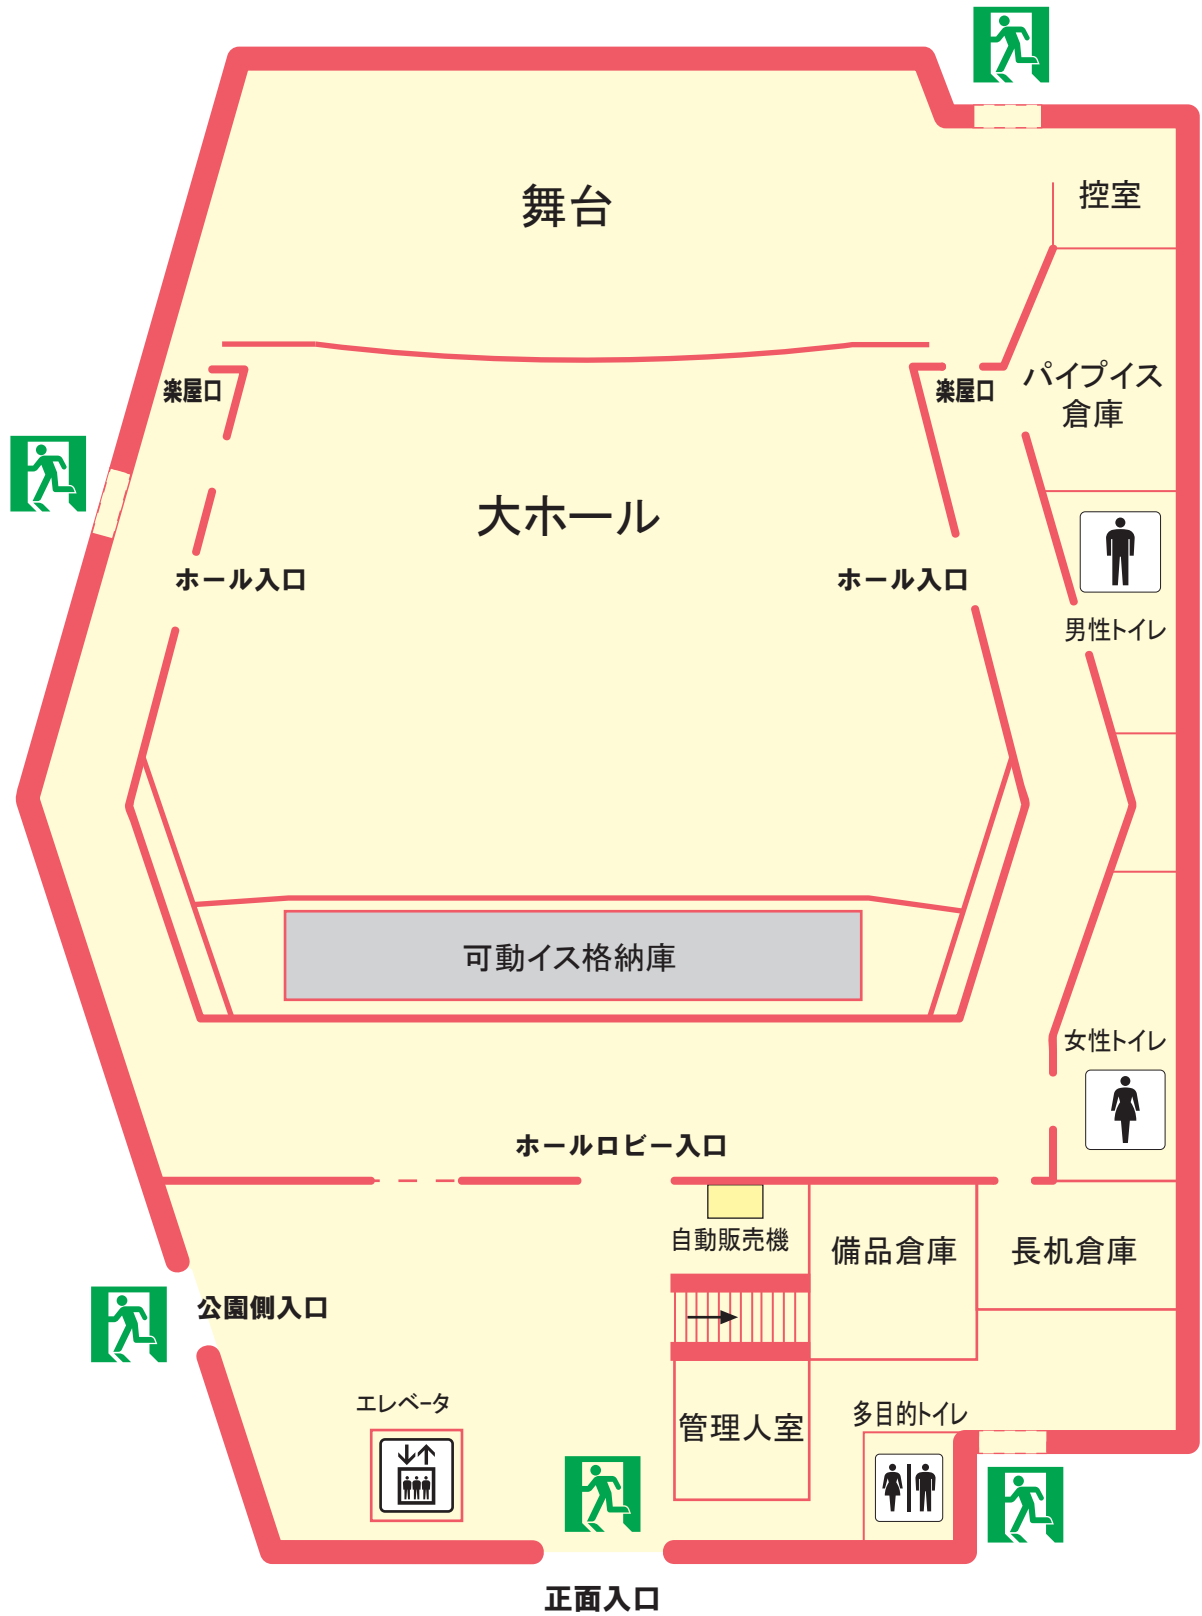 控室
舞台
楽屋口
楽屋口
パイプイス
倉庫
大ホール
ホール入口
ホール入口
男性トイレ
可動イス格納庫
女性トイレ
ホールロビー入口
自動販売機
備品倉庫
長机倉庫
公園側入口
エレベータ
管理人室
多目的トイレ
正面入口